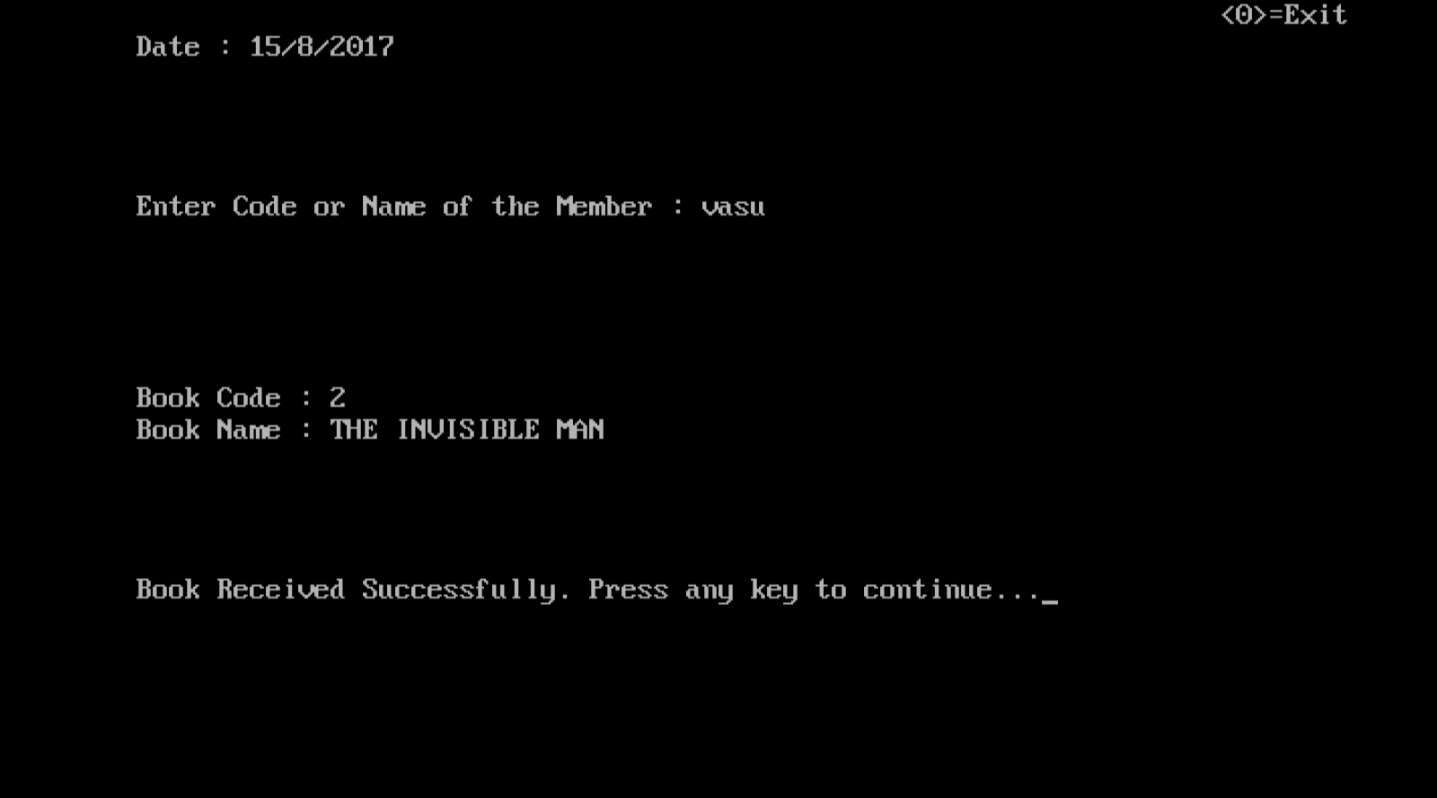 <0>=Exit
Date : 15/8/2017
Enter Code or Name of the Member : vasu
Book Code : 2
Book Name : THE INVISIBLE MAN
Book Received Successfully. Press any key to continue..._